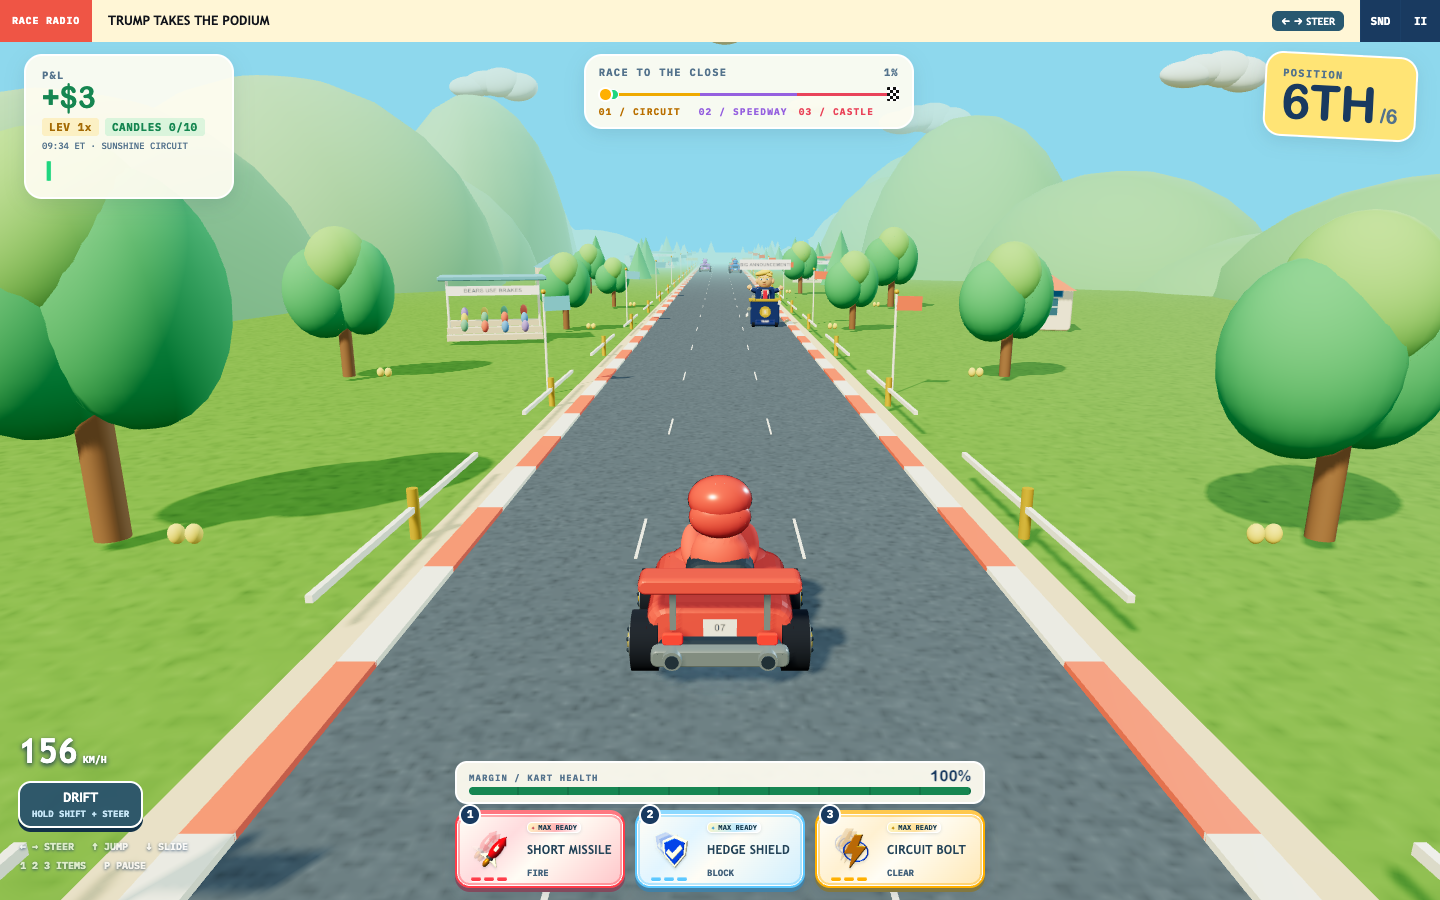 RACE RADIO
TRUMP TAKES THE PODIUM
← → STEER
SND
II
P&L
+$3
LEV 1x
CANDLES 0/10
09:34 ET · SUNSHINE CIRCUIT
RACE TO THE CLOSE
1%
01 / CIRCUIT
02 / SPEEDWAY
03 / CASTLE
POSITION
6TH/6
BEARS USE BRAKES
BIG ANNOUNCEMENT
07
156 KM/H
DRIFT
HOLD SHIFT + STEER
← → STEER ↑ JUMP ↓ SLIDE
1 2 3 ITEMS P PAUSE
MARGIN / KART HEALTH
100%
1
MAX READY
SHORT MISSILE
FIRE
2
MAX READY
HEDGE SHIELD
BLOCK
3
MAX READY
CIRCUIT BOLT
CLEAR